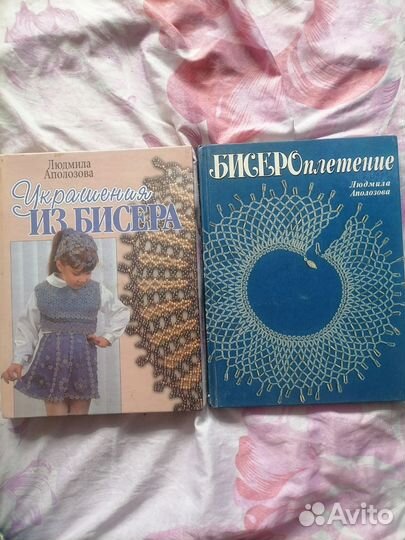 Людмила
Аполозова
Украшения
ИЗ БИСЕРА
БИСЕРОплетение
Людмила
Аполозова
Avito